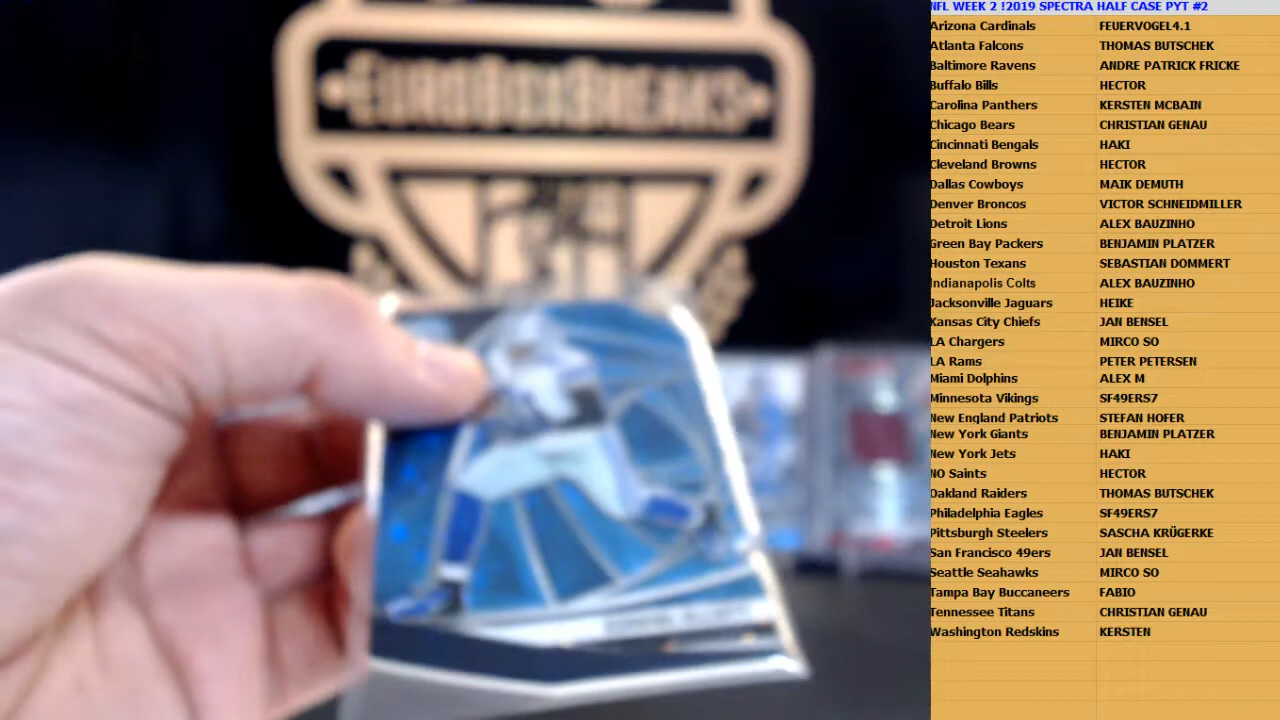 EUROBOXBREAKS
NFL WEEK 2 !2019 SPECTRA HALF CASE PYT #2
Arizona Cardinals FEUERVOGEL4.1
Atlanta Falcons THOMAS BUTSCHEK
Baltimore Ravens ANDRE PATRICK FRICKE
Buffalo Bills HECTOR
Carolina Panthers KERSTEN MCBAIN
Chicago Bears CHRISTIAN GENAU
Cincinnati Bengals HAKI
Cleveland Browns HECTOR
Dallas Cowboys MAIK DEMUTH
Denver Broncos VICTOR SCHNEIDMILLER
Detroit Lions ALEX BAUZINHO
Green Bay Packers BENJAMIN PLATZER
Houston Texans SEBASTIAN DOMMERT
Indianapolis Colts ALEX BAUZINHO
Jacksonville Jaguars HEIKE
Kansas City Chiefs JAN BENSEL
LA Chargers MIRCO SO
LA Rams PETER PETERSEN
Miami Dolphins ALEX M
Minnesota Vikings SF49ERS7
New England Patriots STEFAN HOFER
New York Giants BENJAMIN PLATZER
New York Jets HAKI
NO Saints HECTOR
Oakland Raiders THOMAS BUTSCHEK
Philadelphia Eagles SF49ERS7
Pittsburgh Steelers SASCHA KRÜGERKE
San Francisco 49ers JAN BENSEL
Seattle Seahawks MIRCO SO
Tampa Bay Buccaneers FABIO
Tennessee Titans CHRISTIAN GENAU
Washington Redskins KERSTEN